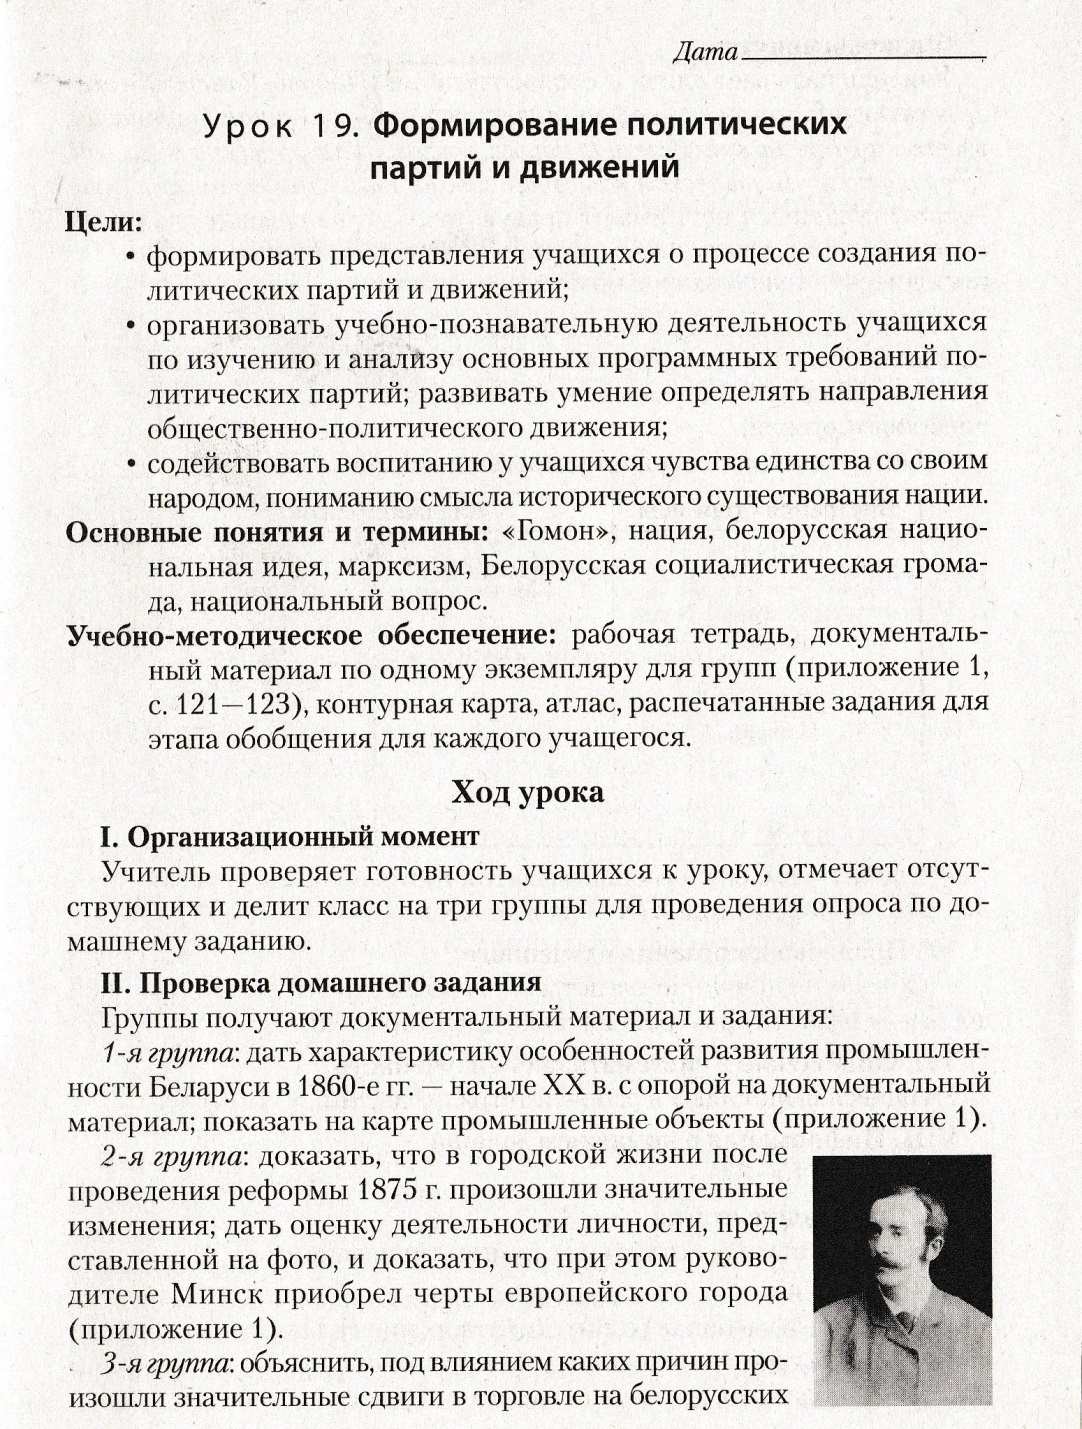 Дата
Урок 19. Формирование политических
партий и движений
Цели:
• формировать представления учащихся о процессе создания по-
литических партий и движений;
• организовать учебно-познавательную деятельность учащихся
по изучению и анализу основных программных требований по-
литических партий; развивать умение определять направления
общественно-политического движения;
• содействовать воспитанию у учащихся чувства единства со своим
народом, пониманию смысла исторического существования нации.
Основные понятия и термины: «Гомон», нация, белорусская нацио-
нальная идея, марксизм, Белорусская социалистическая грома-
да, национальный вопрос.
Учебно-методическое обеспечение: рабочая тетрадь, документаль-
ный материал по одному экземпляру для групп (приложение 1,
с. 121—123), контурная карта, атлас, распечатанные задания для
этапа обобщения для каждого учащегося.
Ход урока
I. Организационный момент
Учитель проверяет готовность учащихся к уроку, отмечает отсут-
ствующих и делит класс на три группы для проведения опроса по до-
машнему заданию.
II. Проверка домашнего задания
Группы получают документальный материал и задания:
1-я группа: дать характеристику особенностей развития промышлен-
ности Беларуси в 1860-е гг. — начале XX в. с опорой на документальный
материал; показать на карте промышленные объекты (приложение 1).
2-я группа: доказать, что в городской жизни после
проведения реформы 1875 г. произошли значительные
изменения; дать оценку деятельности личности, пред-
ставленной на фото, и доказать, что при этом руково-
дителе Минск приобрел черты европейского города
(приложение 1).
3-я группа: объяснить, под влиянием каких причин про-
изошли значительные сдвиги в торговле на белорусских